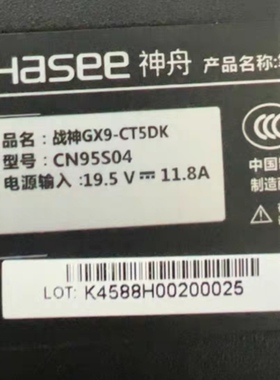 Hasee 神舟 产品名称:
品名：战神GX9-CT5DK
型号：CN95S04
电源输入：19.5 V⎓11.8A
中国
制造
LOT: K4588H00200025